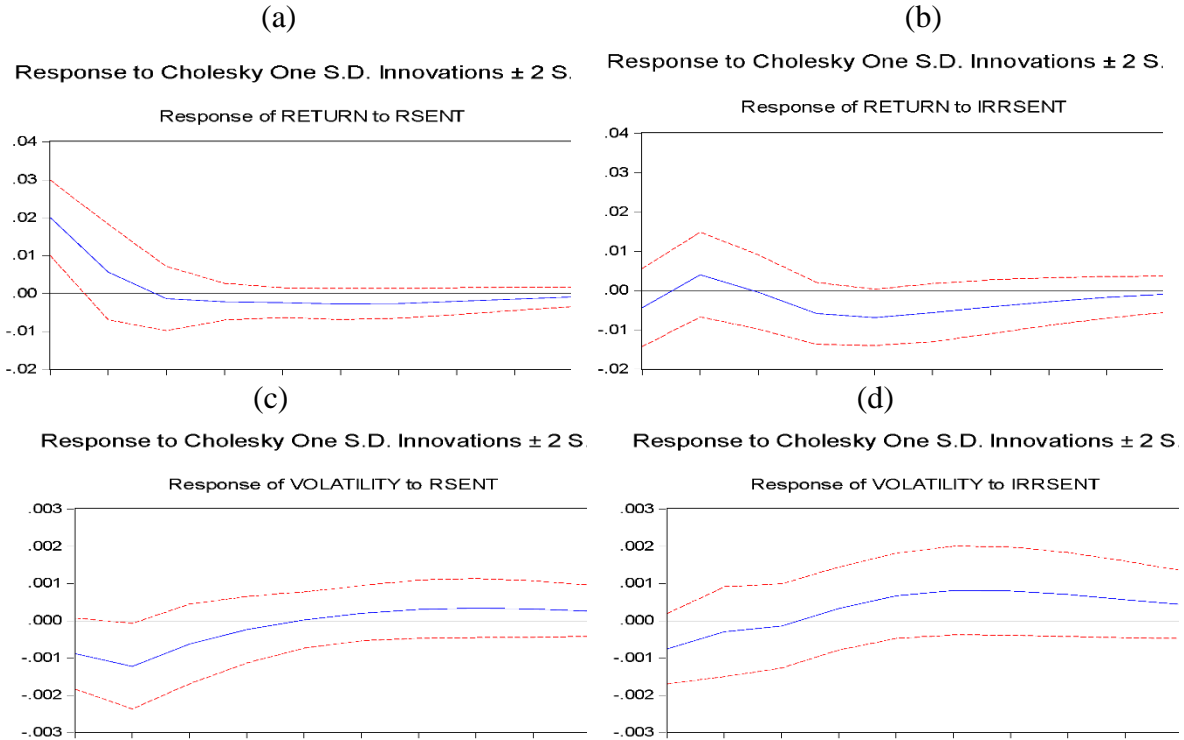 (a)
Response to Cholesky One S.D. Innovations ± 2 S.
Response of RETURN to RSENT
.04
.03
.02
.01
.00
-.01
-.02
(b)
Response to Cholesky One S.D. Innovations ± 2 S.
Response of RETURN to IRRSENT
.04
.03
.02
.01
.00
-.01
-.02
(c)
Response to Cholesky One S.D. Innovations ± 2 S.
Response of VOLATILITY to RSENT
.003
.002
.001
.000
-.001
-.002
-.003
(d)
Response to Cholesky One S.D. Innovations ± 2 S.
Response of VOLATILITY to IRRSENT
.003
.002
.001
.000
-.001
-.002
-.003